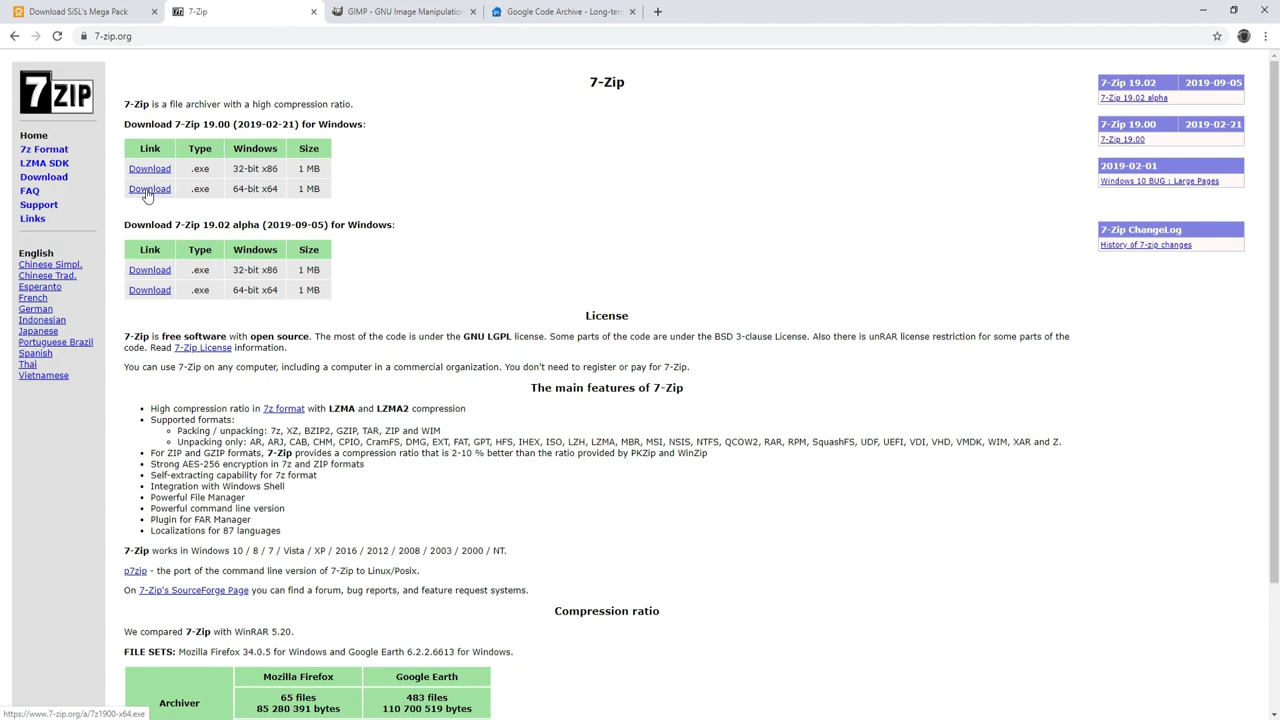 Download SiSL's Mega Pack
7-Zip
GIMP - GNU Image Manipulation
Google Code Archive - Long-ter
7-zip.org
7ZIP
Home
7z Format
LZMA SDK
Download
FAQ
Support
Links
English
Chinese Simpl.
Chinese Trad.
Esperanto
French
German
Indonesian
Japanese
Portuguese Brazil
Spanish
Thai
Vietnamese
7-Zip
7-Zip is a file archiver with a high compression ratio.
Download 7-Zip 19.00 (2019-02-21) for Windows:
Link Type Windows Size
Download .exe 32-bit x86 1 MB
Download .exe 64-bit x64 1 MB
Download 7-Zip 19.02 alpha (2019-09-05) for Windows:
Link Type Windows Size
Download .exe 32-bit x86 1 MB
Download .exe 64-bit x64 1 MB
License
7-Zip is free software with open source. The most of the code is under the GNU LGPL license. Some parts of the code are under the BSD 3-clause License. Also there is unRAR license restriction for some parts of the
code. Read 7-Zip License information.
You can use 7-Zip on any computer, including a computer in a commercial organization. You don't need to register or pay for 7-Zip.
The main features of 7-Zip
High compression ratio in 7z format with LZMA and LZMA2 compression
Supported formats:
Packing / unpacking: 7z, XZ, BZIP2, GZIP, TAR, ZIP and WIM
Unpacking only: AR, ARJ, CAB, CHM, CPIO, CramFS, DMG, EXT, FAT, GPT, HFS, IHEX, ISO, LZH, LZMA, MBR, MSI, NSIS, NTFS, QCOW2, RAR, RPM, SquashFS, UDF, UEFI, VDI, VHD, VMDK, WIM, XAR and Z.
For ZIP and GZIP formats, 7-Zip provides a compression ratio that is 2-10 % better than the ratio provided by PKZip and WinZip
Strong AES-256 encryption in 7z and ZIP formats
Self-extracting capability for 7z format
Integration with Windows Shell
Powerful File Manager
Powerful command line version
Plugin for FAR Manager
Localizations for 87 languages
7-Zip works in Windows 10 / 8 / 7 / Vista / XP / 2016 / 2012 / 2008 / 2003 / 2000 / NT.
p7zip - the port of the command line version of 7-Zip to Linux/Posix.
On 7-Zip's SourceForge Page you can find a forum, bug reports, and feature request systems.
Compression ratio
We compared 7-Zip with WinRAR 5.20.
FILE SETS: Mozilla Firefox 34.0.5 for Windows and Google Earth 6.2.2.6613 for Windows.
Archiver
Mozilla Firefox Google Earth
65 files 483 files
85 280 391 bytes 110 700 519 bytes
7-Zip 19.02 2019-09-05
7-Zip 19.02 alpha
7-Zip 19.00 2019-02-21
7-Zip 19.00
2019-02-01
Windows 10 BUG : Large Pages
7-Zip ChangeLog
History of 7-zip changes
https://www.7-zip.org/a/7z1900-x64.exe